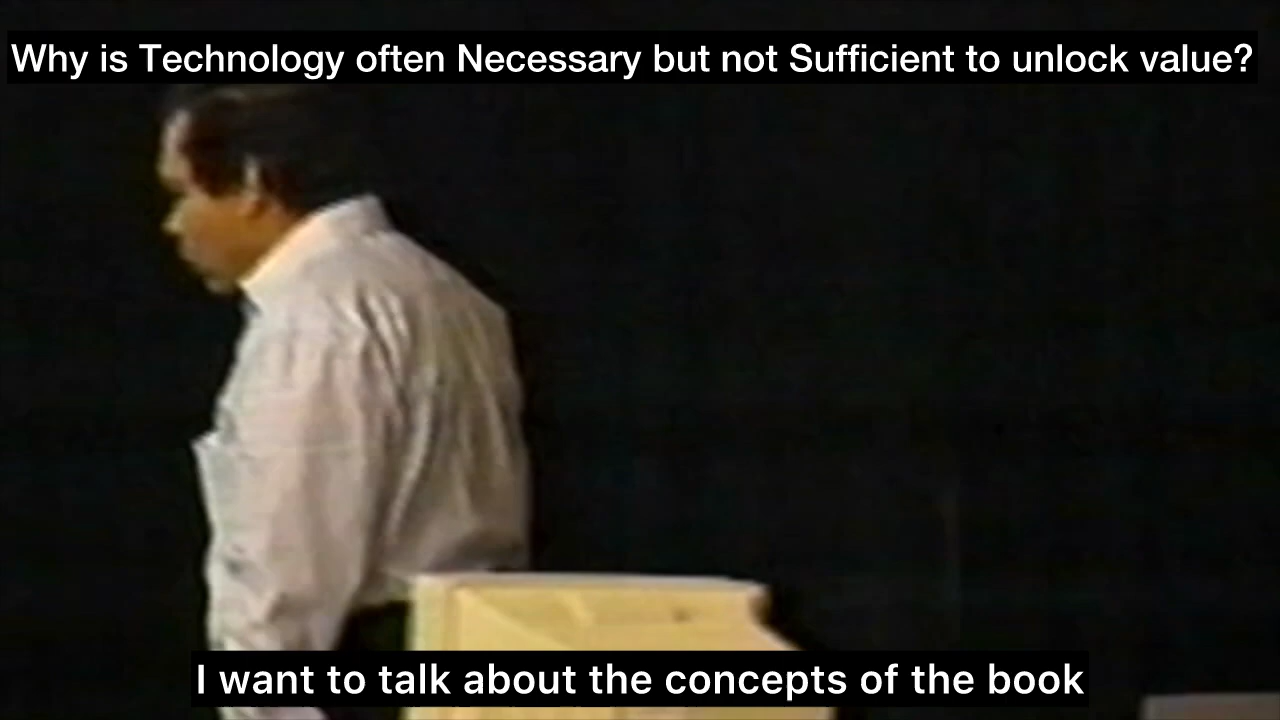 Why is Technology often Necessary but not Sufficient to unlock value?
I want to talk about the concepts of the book